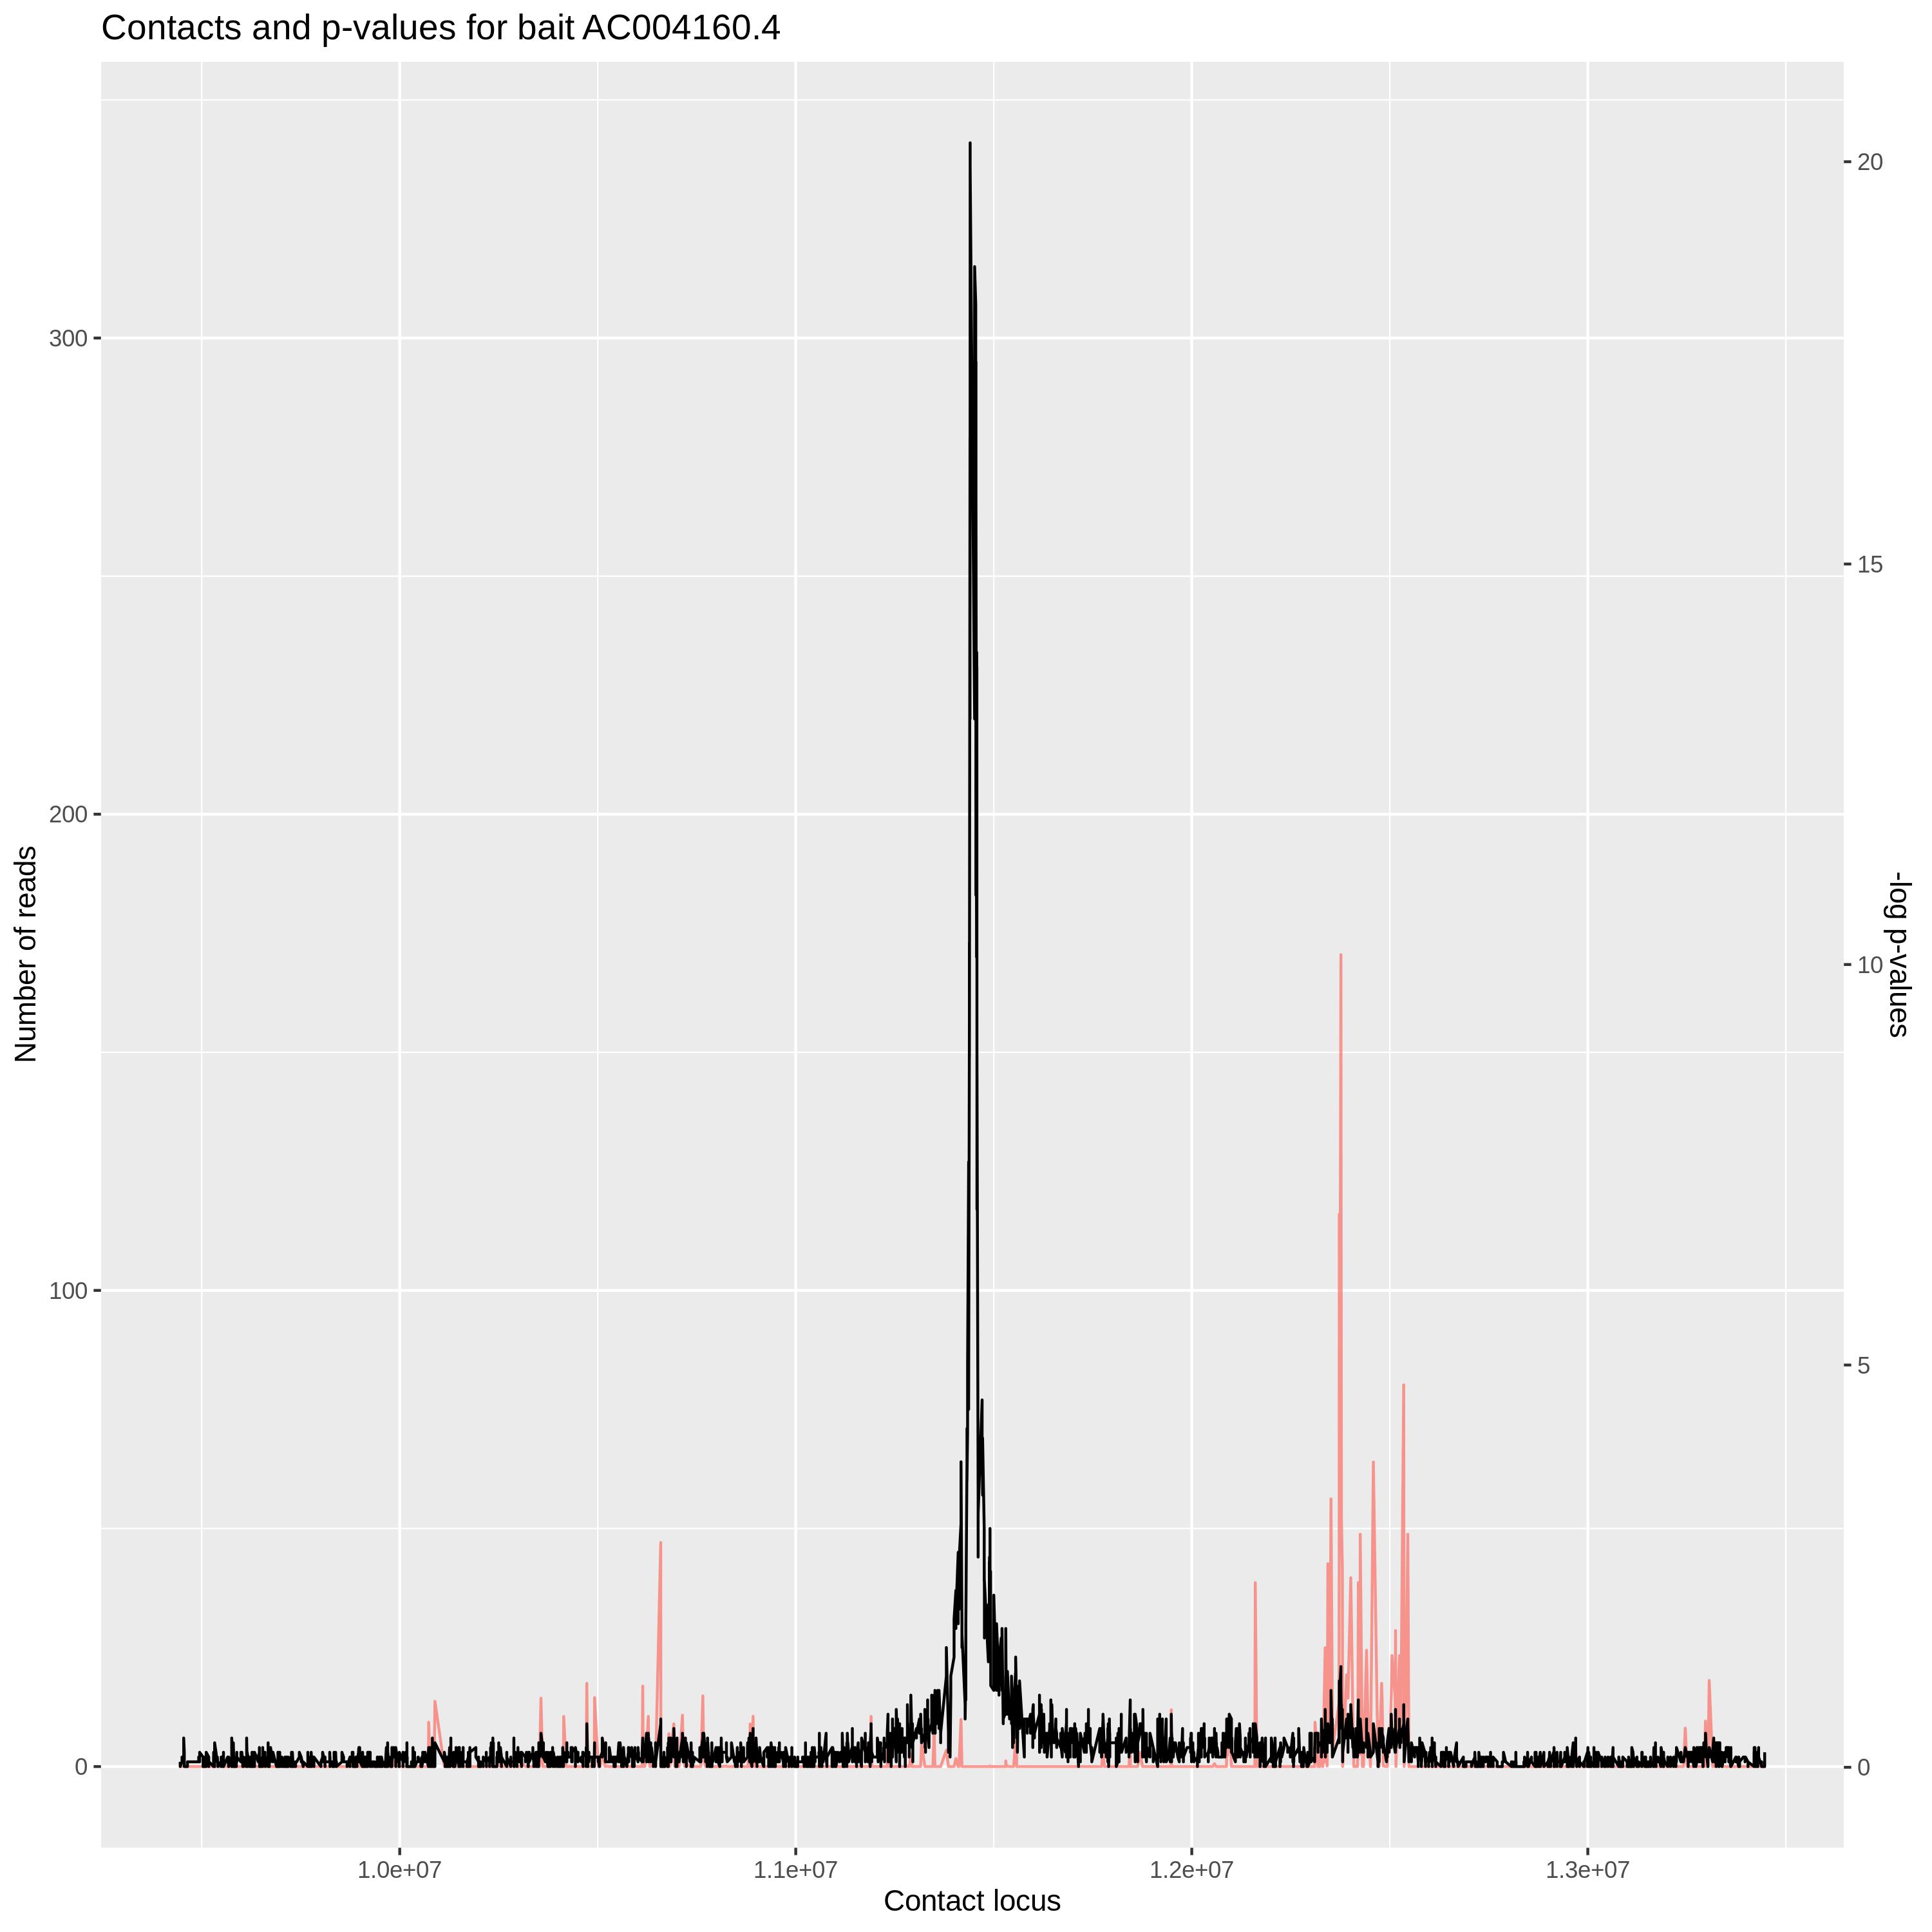 Contacts and p-values for bait AC004160.4
Number of reads
300
200
100
0
20
15
10
5
0
-log p-values
1.0e+07
1.1e+07
1.2e+07
1.3e+07
Contact locus